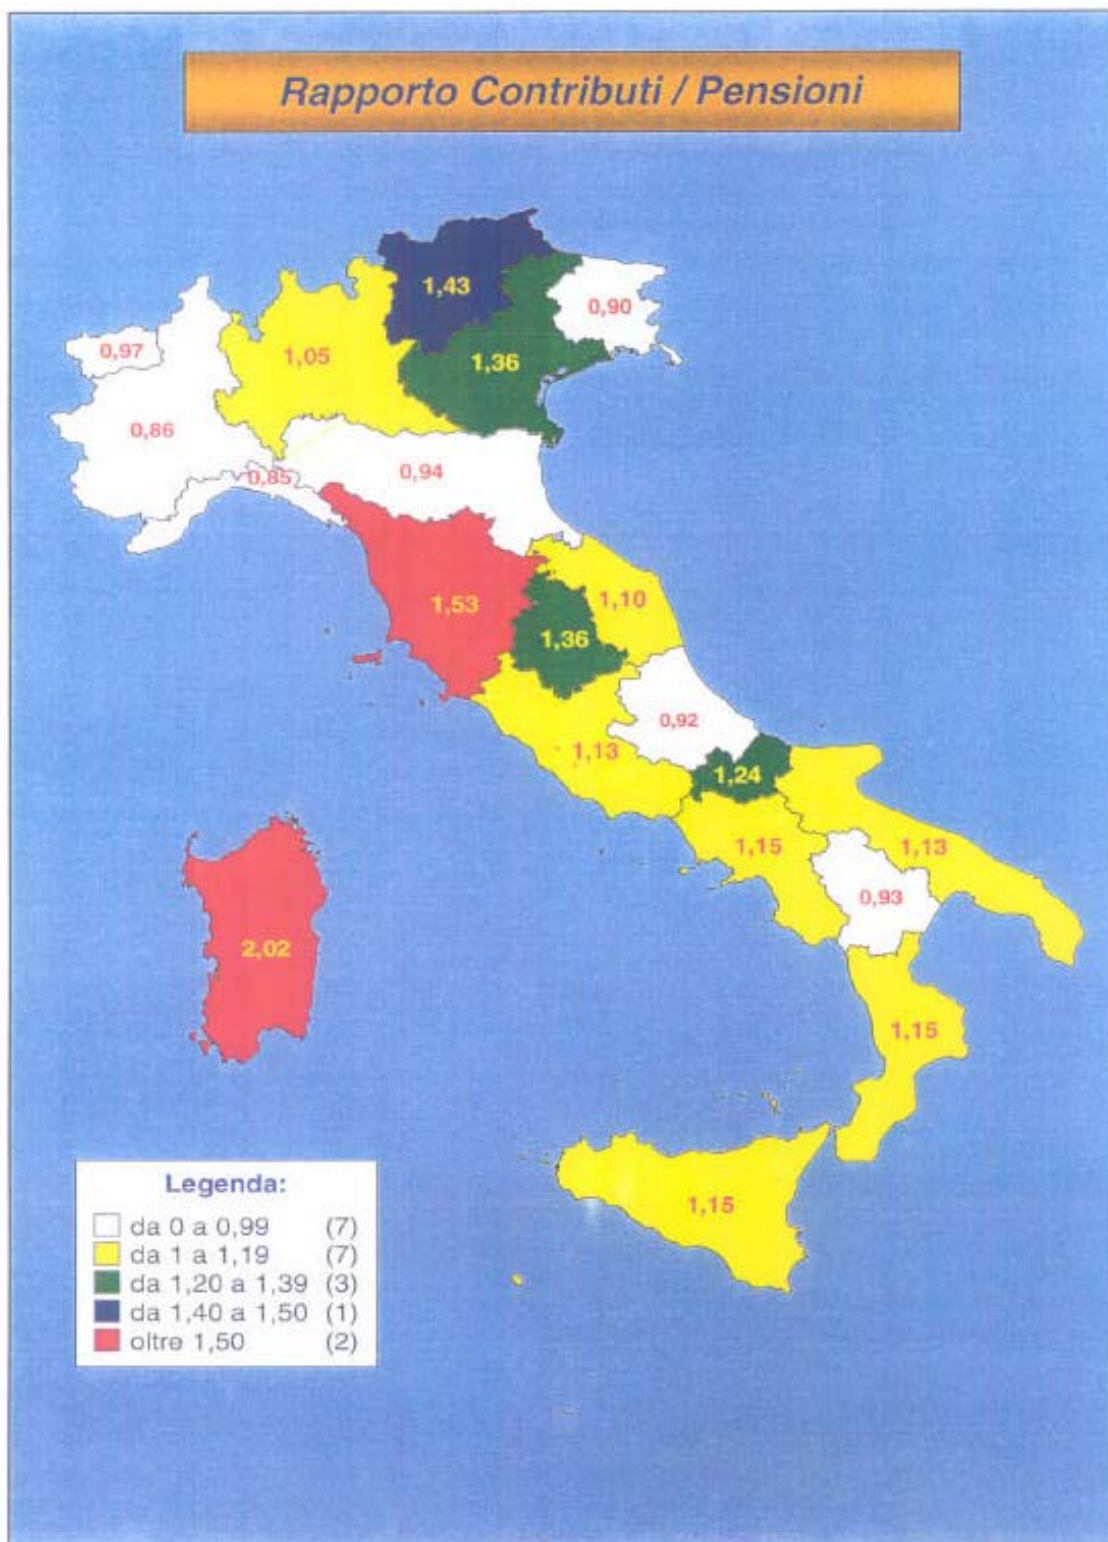 Rapporto Contributi / Pensioni
1,43
0,90
0,97
1,05
1,36
0,86
0,94
0,85
1,53
1,10
1,36
0,92
1,13
1,24
1,15
1,13
0,93
2,02
1,15
1,15
Legenda:
da 0 a 0,99 (7)
da 1 a 1,19 (7)
da 1,20 a 1,39 (3)
da 1,40 a 1,50 (1)
oltre 1,50 (2)